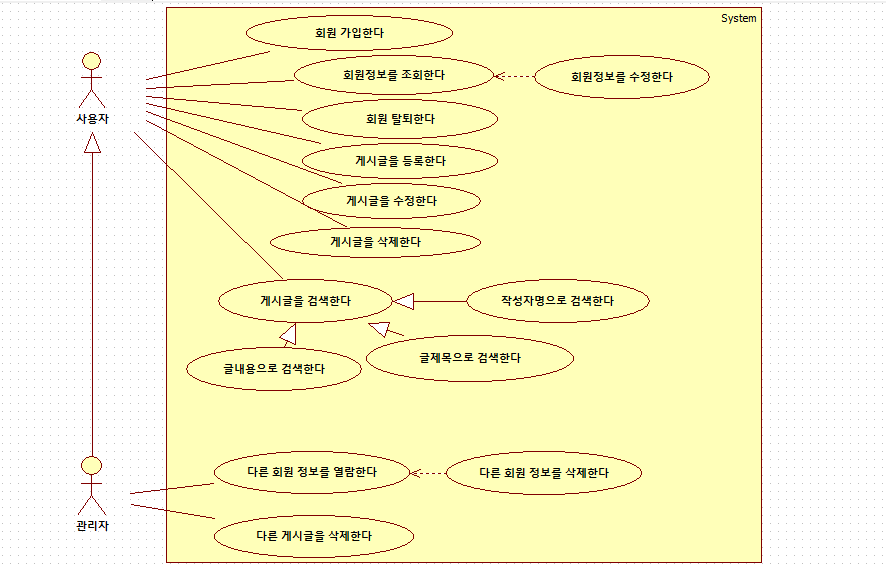 System
회원 가입한다
회원정보를 조회한다
회원정보를 수정한다
사용자
회원 탈퇴한다
게시글을 등록한다
게시글을 수정한다
게시글을 삭제한다
게시글을 검색한다
작성자명으로 검색한다
글내용으로 검색한다
글제목으로 검색한다
다른 회원 정보를 열람한다
다른 회원 정보를 삭제한다
관리자
다른 게시글을 삭제한다